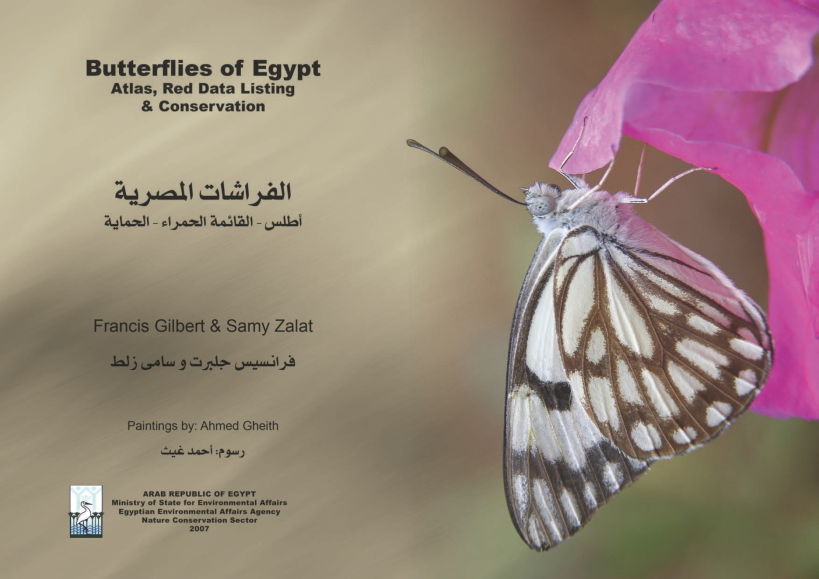 Butterflies of Egypt
Atlas, Red Data Listing
& Conservation
الفراشات المصرية
أطلس - القائمة الحمراء - الحماية
Francis Gilbert & Samy Zalat
فرانسيس جلبرت و سامى زلط
Paintings by: Ahmed Gheith
رسوم: أحمد غيث
ARAB REPUBLIC OF EGYPT
Ministry of State for Environmental Affairs
Egyptian Environmental Affairs Agency
Nature Conservation Sector
2007